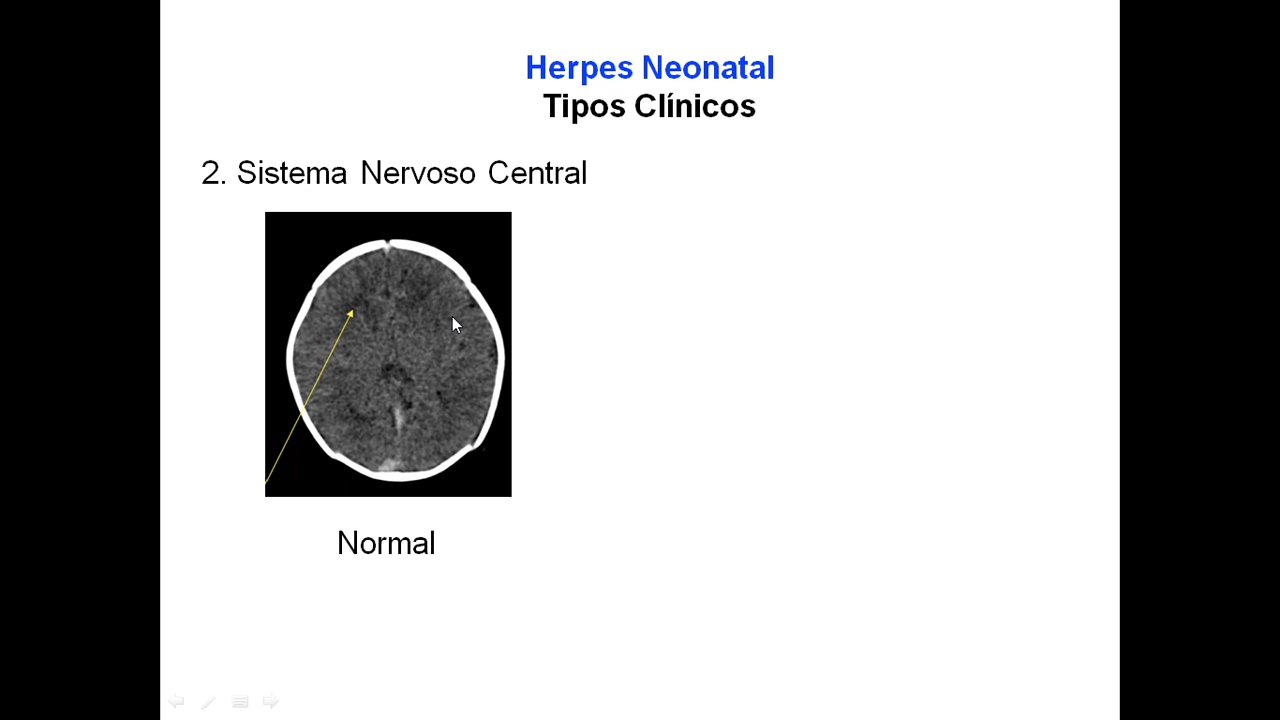 Herpes Neonatal
Tipos Clínicos
2. Sistema Nervoso Central
Normal